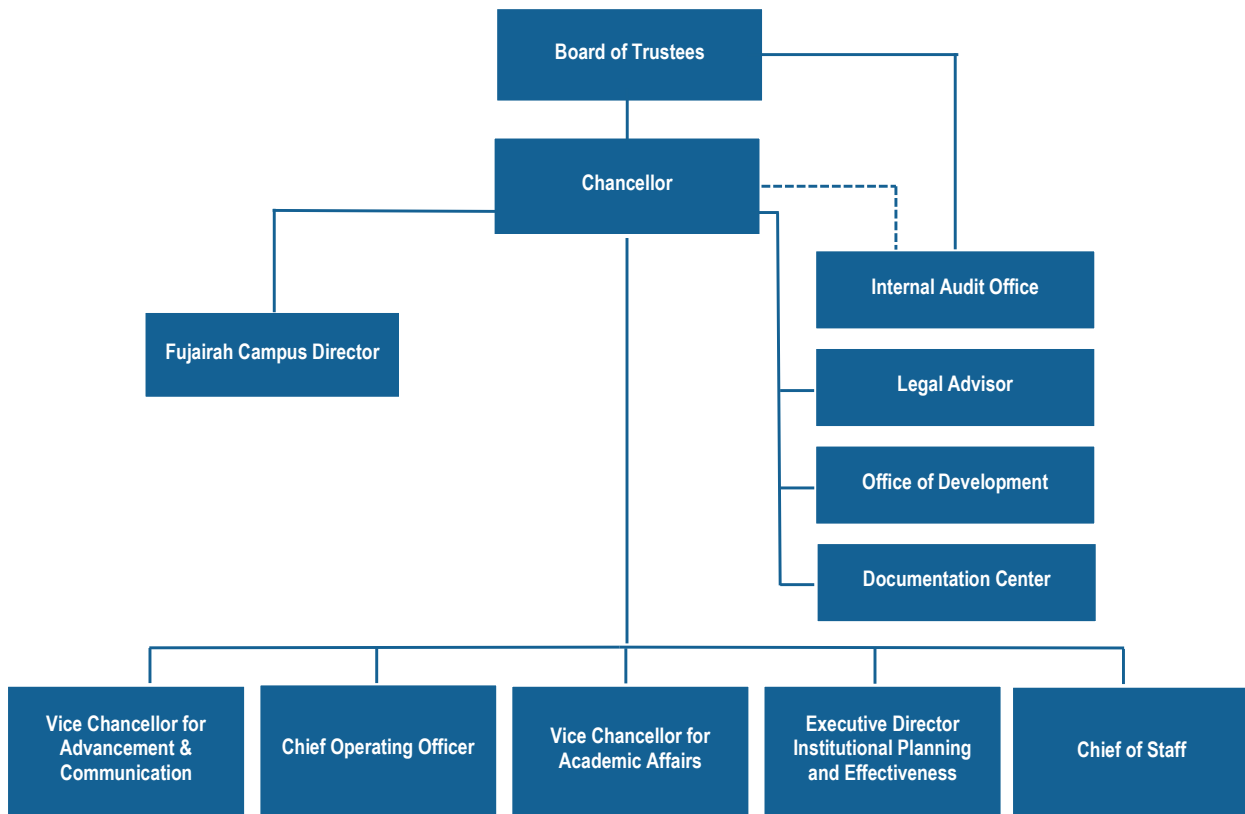 Board of Trustees
Chancellor
Internal Audit Office
Fujairah Campus Director
Legal Advisor
Office of Development
Documentation Center
Vice Chancellor for
Advancement &
Communication
Chief Operating Officer
Vice Chancellor for
Academic Affairs
Executive Director
Institutional Planning
and Effectiveness
Chief of Staff